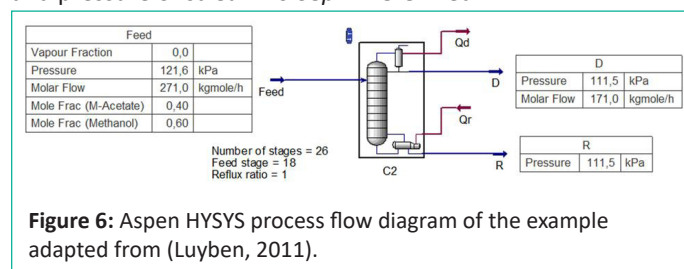 and pressure
Feed
Vapour Fraction 0,0
Pressure 121,6 kPa
Molar Flow 271,0 kgmole/h
Mole Frac (M-Acetate) 0,40
Mole Frac (Methanol) 0,60
Feed
Qd
D
Qr
R
C2
Number of stages = 26
Feed stage = 18
Reflux ratio = 1
D
Pressure 111,5 kPa
Molar Flow 171,0 kgmole/h
R
Pressure 111,5 kPa
Figure 6: Aspen HYSYS process flow diagram of the example
adapted from (Luyben, 2011).